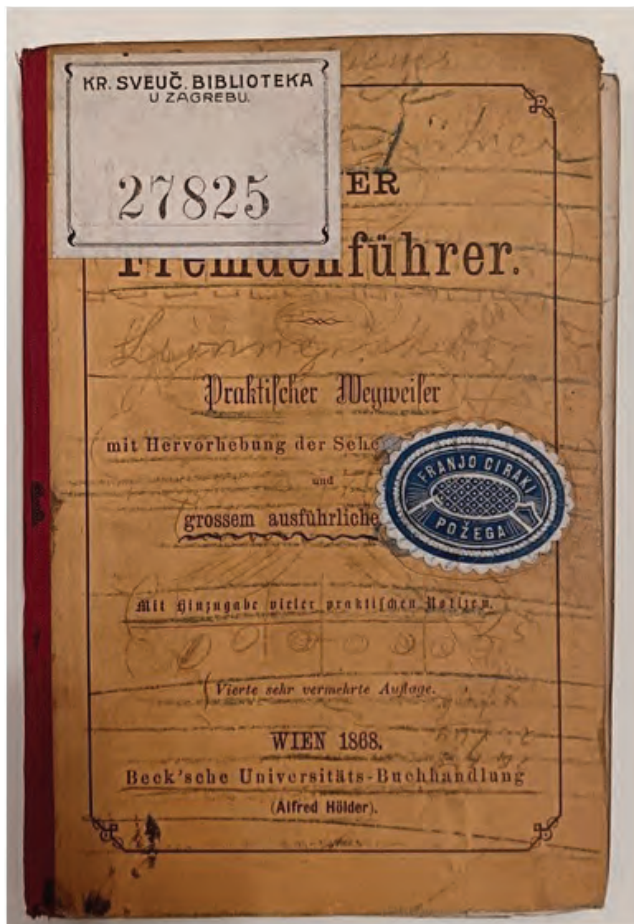 KR. SVEUČ. BIBLIOTEKA
U ZAGREBU.
27825
ER
Fremdenführer.
Praktischer Wegweiser
mit Hervorhebung der Sehe
und
grossem ausführliche
FRANJO CIRAKI
POŽEGA
Mit Hinzugabe vieler praktischen Notizen.
Vierte sehr vermehrte Auflage.
WIEN 1868.
Beck'sche Universitäts-Buchhandlung
(Alfred Hölder).